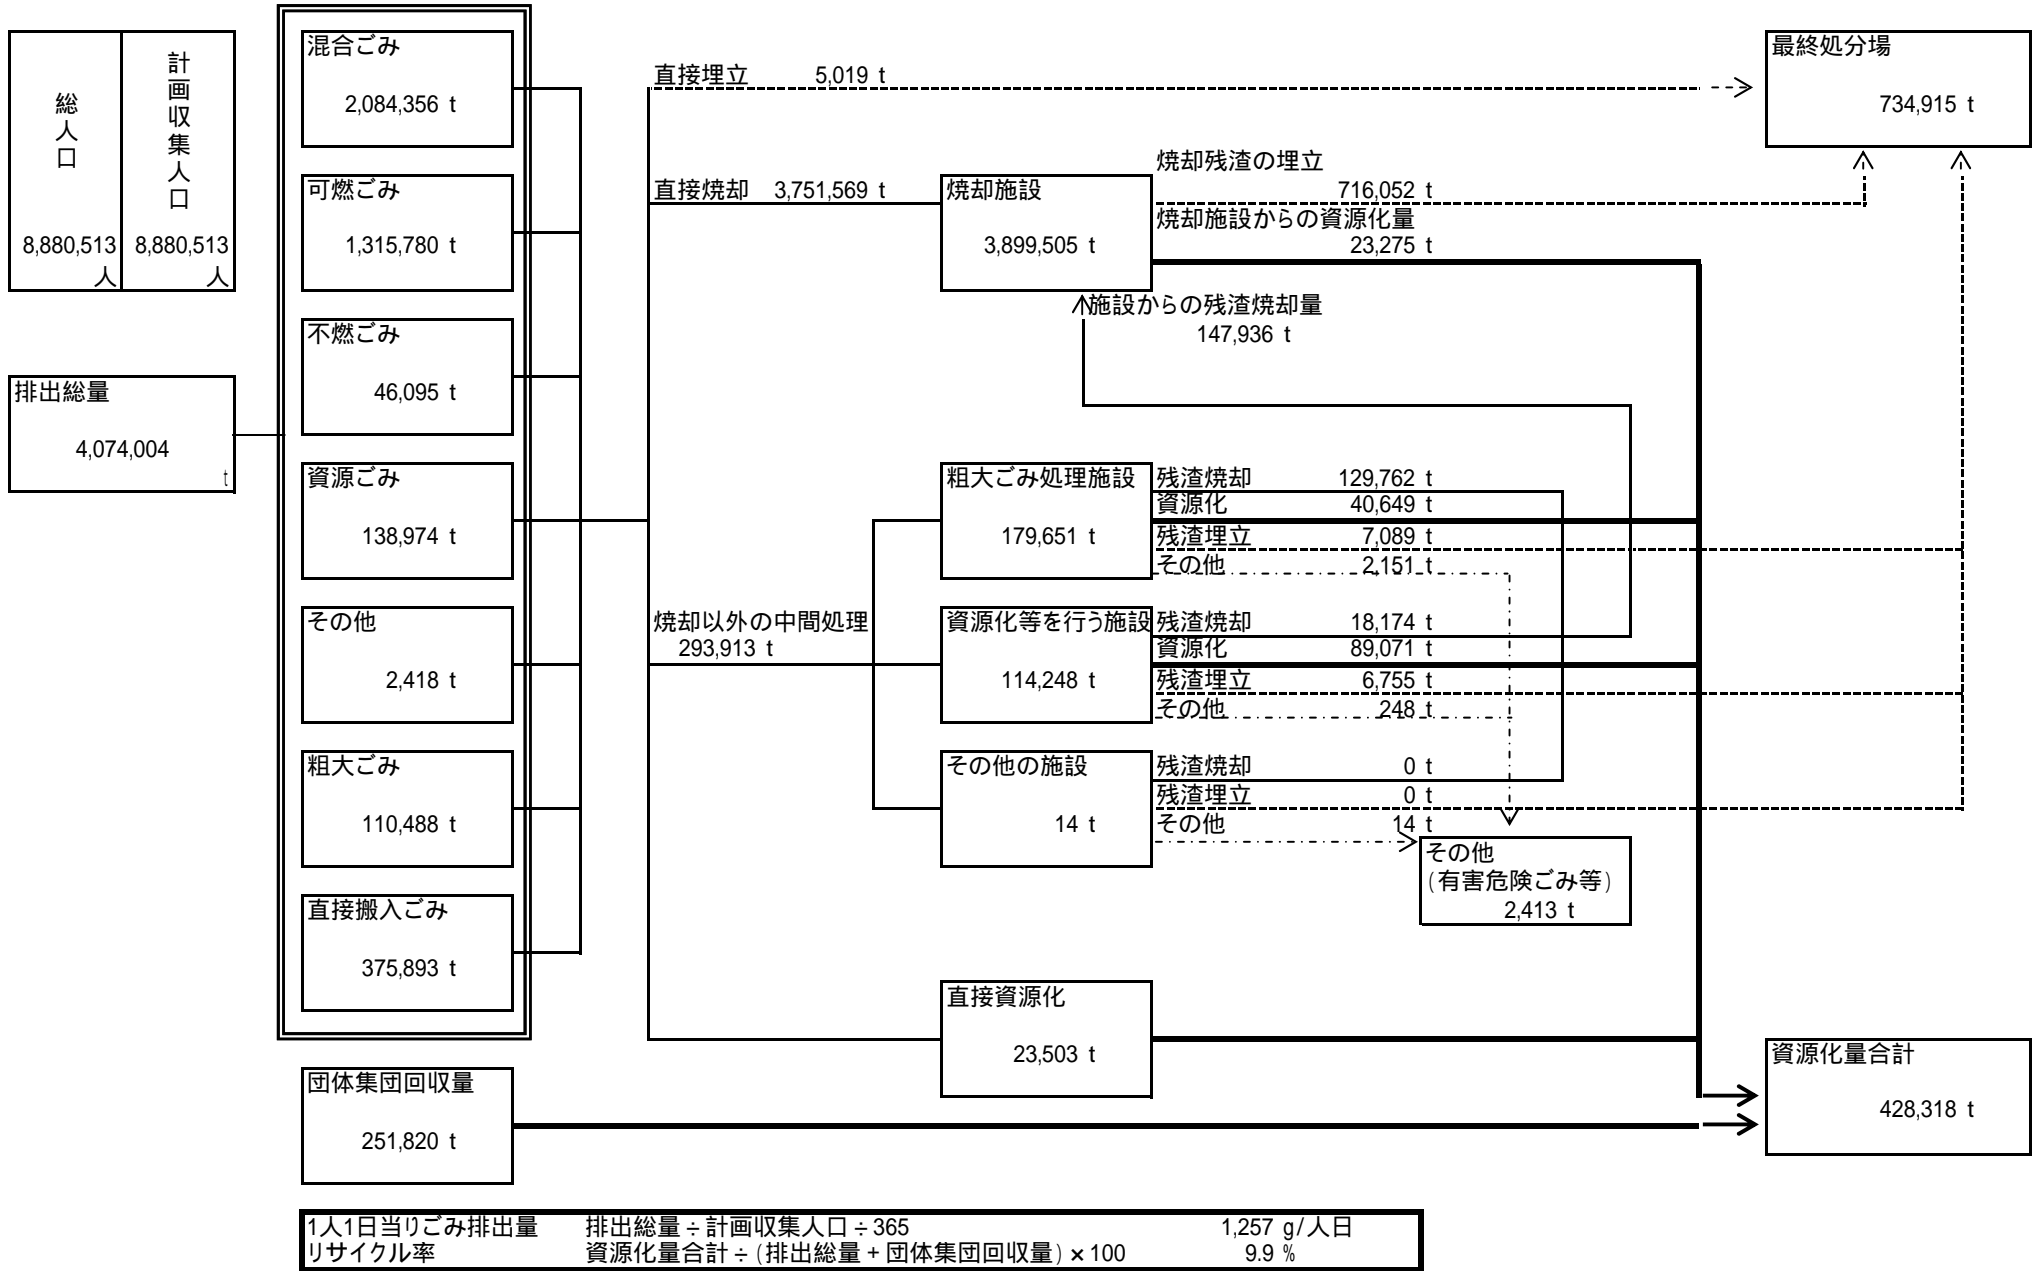 総人口
8,880,513
人
計画収集人口
8,880,513
人
排出総量
4,074,004
t
混合ごみ
2,084,356 t
可燃ごみ
1,315,780 t
不燃ごみ
46,095 t
資源ごみ
138,974 t
その他
2,418 t
粗大ごみ
110,488 t
直接搬入ごみ
375,893 t
団体集団回収量
251,820 t
直接埋立 5,019 t
直接焼却 3,751,569 t
焼却以外の中間処理
293,913 t
焼却施設
3,899,505 t
焼却残渣の埋立
716,052 t
焼却施設からの資源化量
23,275 t
施設からの残渣焼却量
147,936 t
粗大ごみ処理施設
179,651 t
残渣焼却 129,762 t
資源化 40,649 t
残渣埋立 7,089 t
その他 2,151 t
資源化等を行う施設
114,248 t
残渣焼却 18,174 t
資源化 89,071 t
残渣埋立 6,755 t
その他 248 t
その他の施設
14 t
残渣焼却 0 t
残渣埋立 0 t
その他 14 t
その他
(有害危険ごみ等)
2,413 t
直接資源化
23,503 t
最終処分場
734,915 t
資源化量合計
428,318 t
1人1日当りごみ排出量 排出総量÷計画収集人口÷365 1,257 g/人日
リサイクル率 資源化量合計÷(排出総量+団体集団回収量)×100 9.9 %